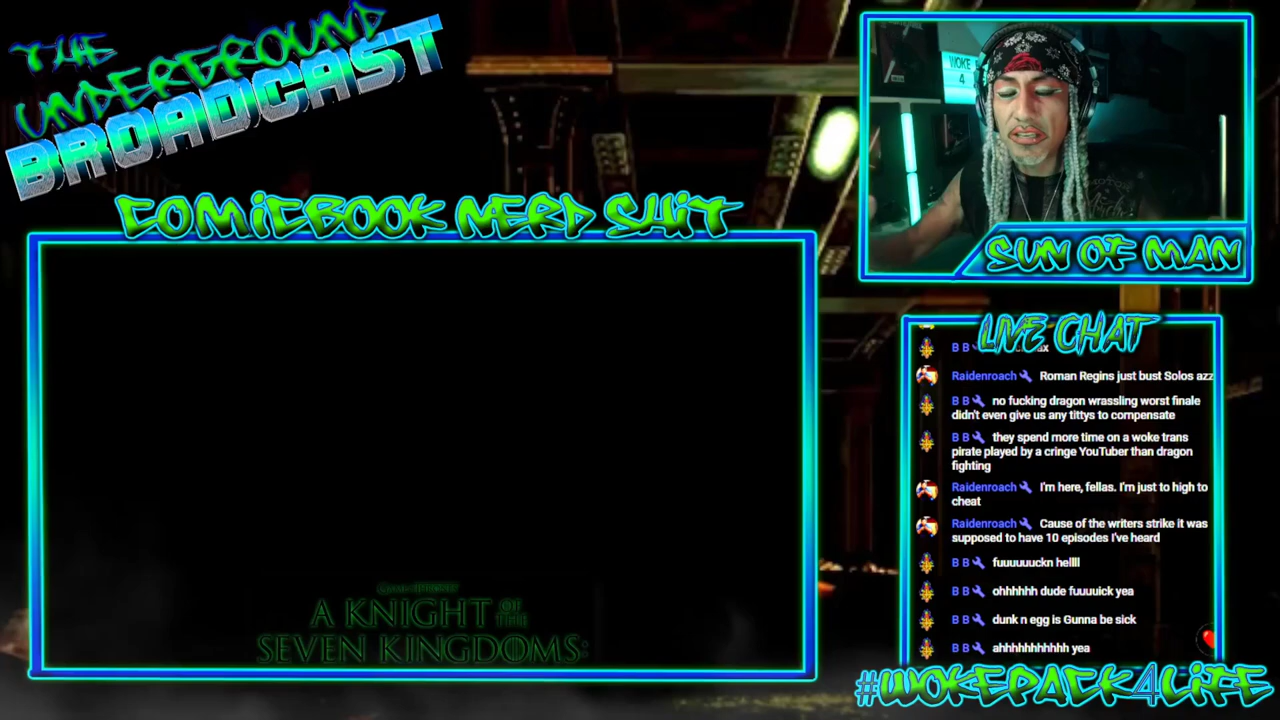 THE
UNDERGROUND
BROADCAST
COMICBOOK NERD SHIT
WOKE
4
SUN OF MAN
LIVE CHAT
B B
Raidenroach Roman Regins just bust Solos azz
B B no fucking dragon wrassling worst finale
didn't even give us any tittys to compensate
B B they spend more time on a woke trans
pirate played by a cringe YouTuber than dragon
fighting
Raidenroach I'm here, fellas. I'm just to high to
cheat
Raidenroach Cause of the writers strike it was
supposed to have 10 episodes I've heard
B B fuuuuuuckn hellll
B B ohhhhhh dude fuuuuick yea
B B dunk n egg is Gunna be sick
B B ahhhhhhhhhhh yea
A KNIGHT OF THE
SEVEN KINGDOMS:
#WOKEPACK4LIFE